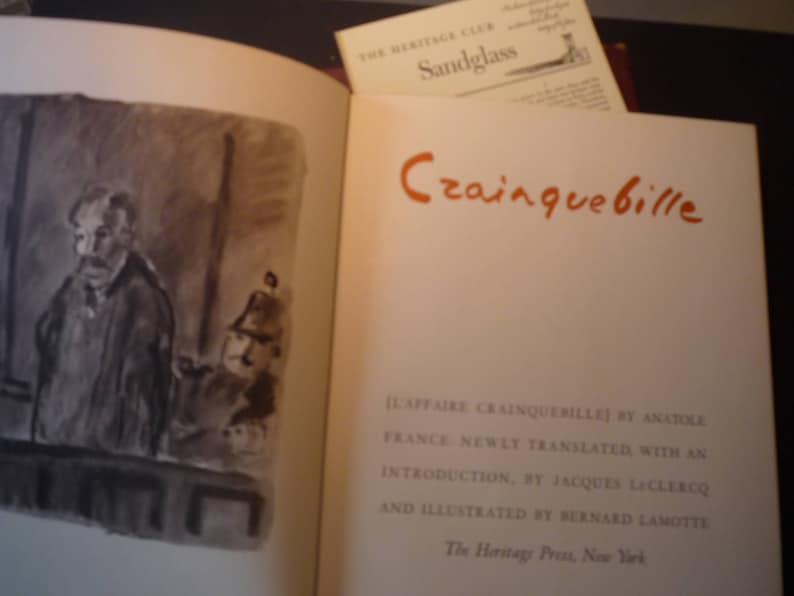 THE HERITAGE CLUB
Sandglass
Crainquebille
[L'AFFAIRE CRAINQUEBILLE] BY ANATOLE
FRANCE: NEWLY TRANSLATED, WITH AN
INTRODUCTION, BY JACQUES LECLERCQ
AND ILLUSTRATED BY BERNARD LAMOTTE
The Heritage Press, New York